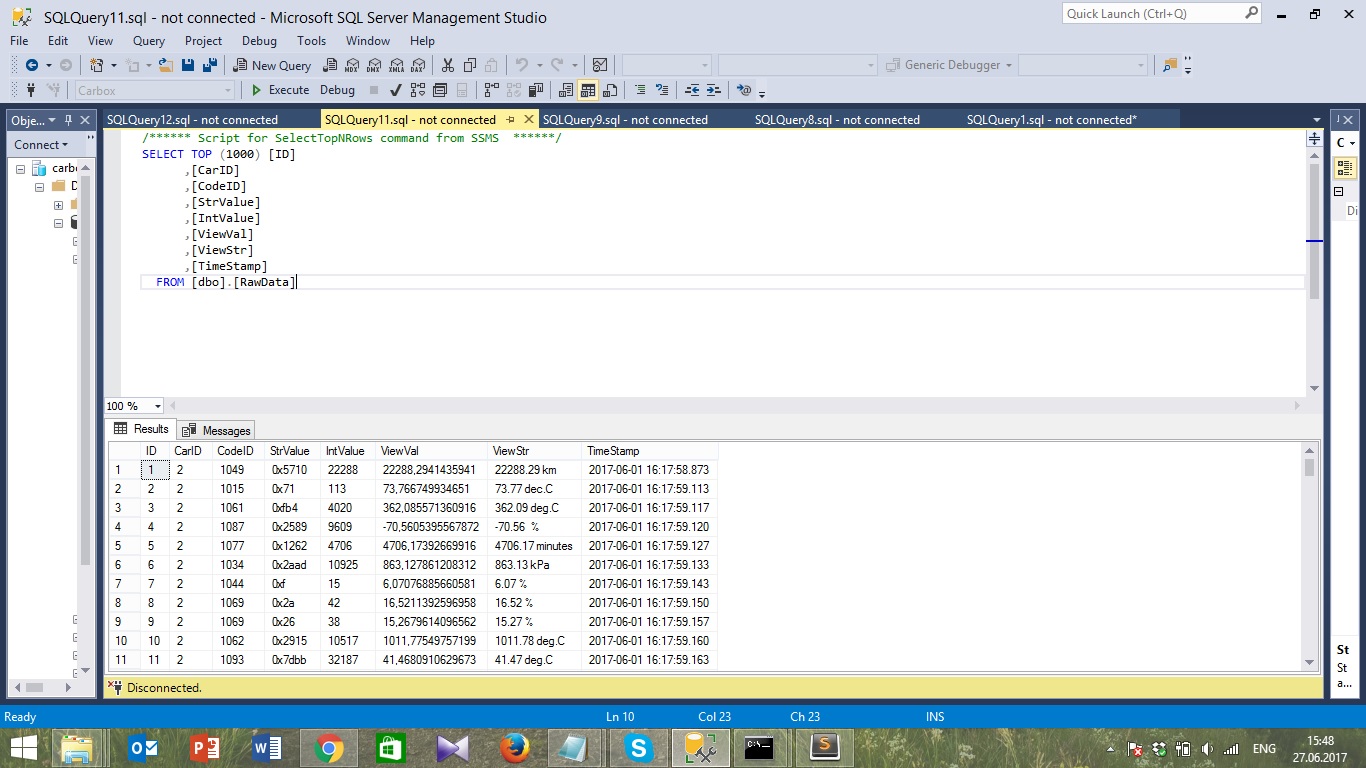 SQLQuery11.sql - not connected - Microsoft SQL Server Management Studio
Quick Launch (Ctrl+Q)
File Edit View Query Project Debug Tools Window Help
New Query MDX DMX XMLA DAX Generic Debugger
Carbox Execute Debug
Obje...
SQLQuery12.sql - not connected SQLQuery11.sql - not connected SQLQuery9.sql - not connected SQLQuery8.sql - not connected SQLQuery1.sql - not connected*
Connect
C
D
Di
/****** Script for SelectTopNRows command from SSMS ******/
SELECT TOP (1000) [ID]
,[CarID]
,[CodeID]
,[StrValue]
,[IntValue]
,[ViewVal]
,[ViewStr]
,[TimeStamp]
FROM [dbo].[RawData]
100 %
Results Messages
ID CarID CodeID StrValue IntValue ViewVal ViewStr TimeStamp
1 1 2 1049 0x5710 22288 22288,2941435941 22288.29 km 2017-06-01 16:17:58.873
2 2 2 1015 0x71 113 73,766749934651 73.77 dec.C 2017-06-01 16:17:59.113
3 3 2 1061 0xfb4 4020 362,085571360916 362.09 deg.C 2017-06-01 16:17:59.117
4 4 2 1087 0x2589 9609 -70,5605395567872 -70.56 % 2017-06-01 16:17:59.120
5 5 2 1077 0x1262 4706 4706,17392669916 4706.17 minutes 2017-06-01 16:17:59.127
6 6 2 1034 0x2aad 10925 863,127861208312 863.13 kPa 2017-06-01 16:17:59.133
7 7 2 1044 0xf 15 6,07076885660581 6.07 % 2017-06-01 16:17:59.143
8 8 2 1069 0x2a 42 16,5211392596958 16.52 % 2017-06-01 16:17:59.150
9 9 2 1069 0x26 38 15,2679614096562 15.27 % 2017-06-01 16:17:59.157
10 10 2 1062 0x2915 10517 1011,77549757199 1011.78 deg.C 2017-06-01 16:17:59.160
11 11 2 1093 0x7dbb 32187 41,4680910629673 41.47 deg.C 2017-06-01 16:17:59.163
St
St
a...
Disconnected.
Ready Ln 10 Col 23 Ch 23 INS
ENG
15:48
27.06.2017